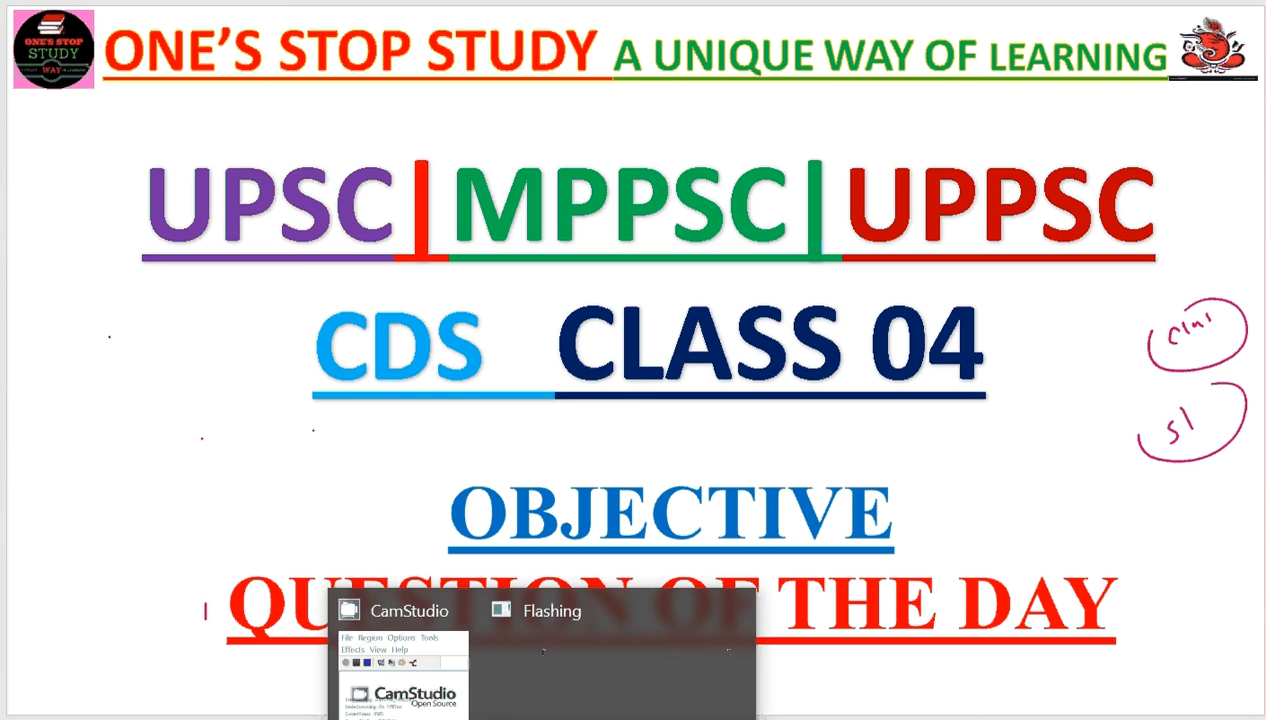 ONE'S STOP STUDY
ONE'S STOP STUDY A UNIQUE WAY OF LEARNING
UPSC|MPPSC|UPPSC
CDS CLASS 04
OBJECTIVE
QUESTION OF THE DAY
CamStudio Flashing
File Region Options Tools
Effects View Help
CamStudio
Open Source